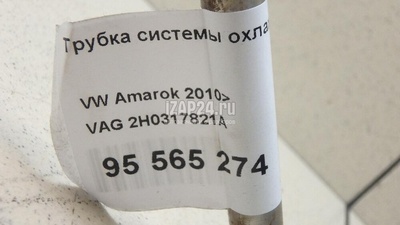 Трубка системы охла
VW Amarok 2010>
IZAP24.ru
VAG 2H0317821A
95 565 274